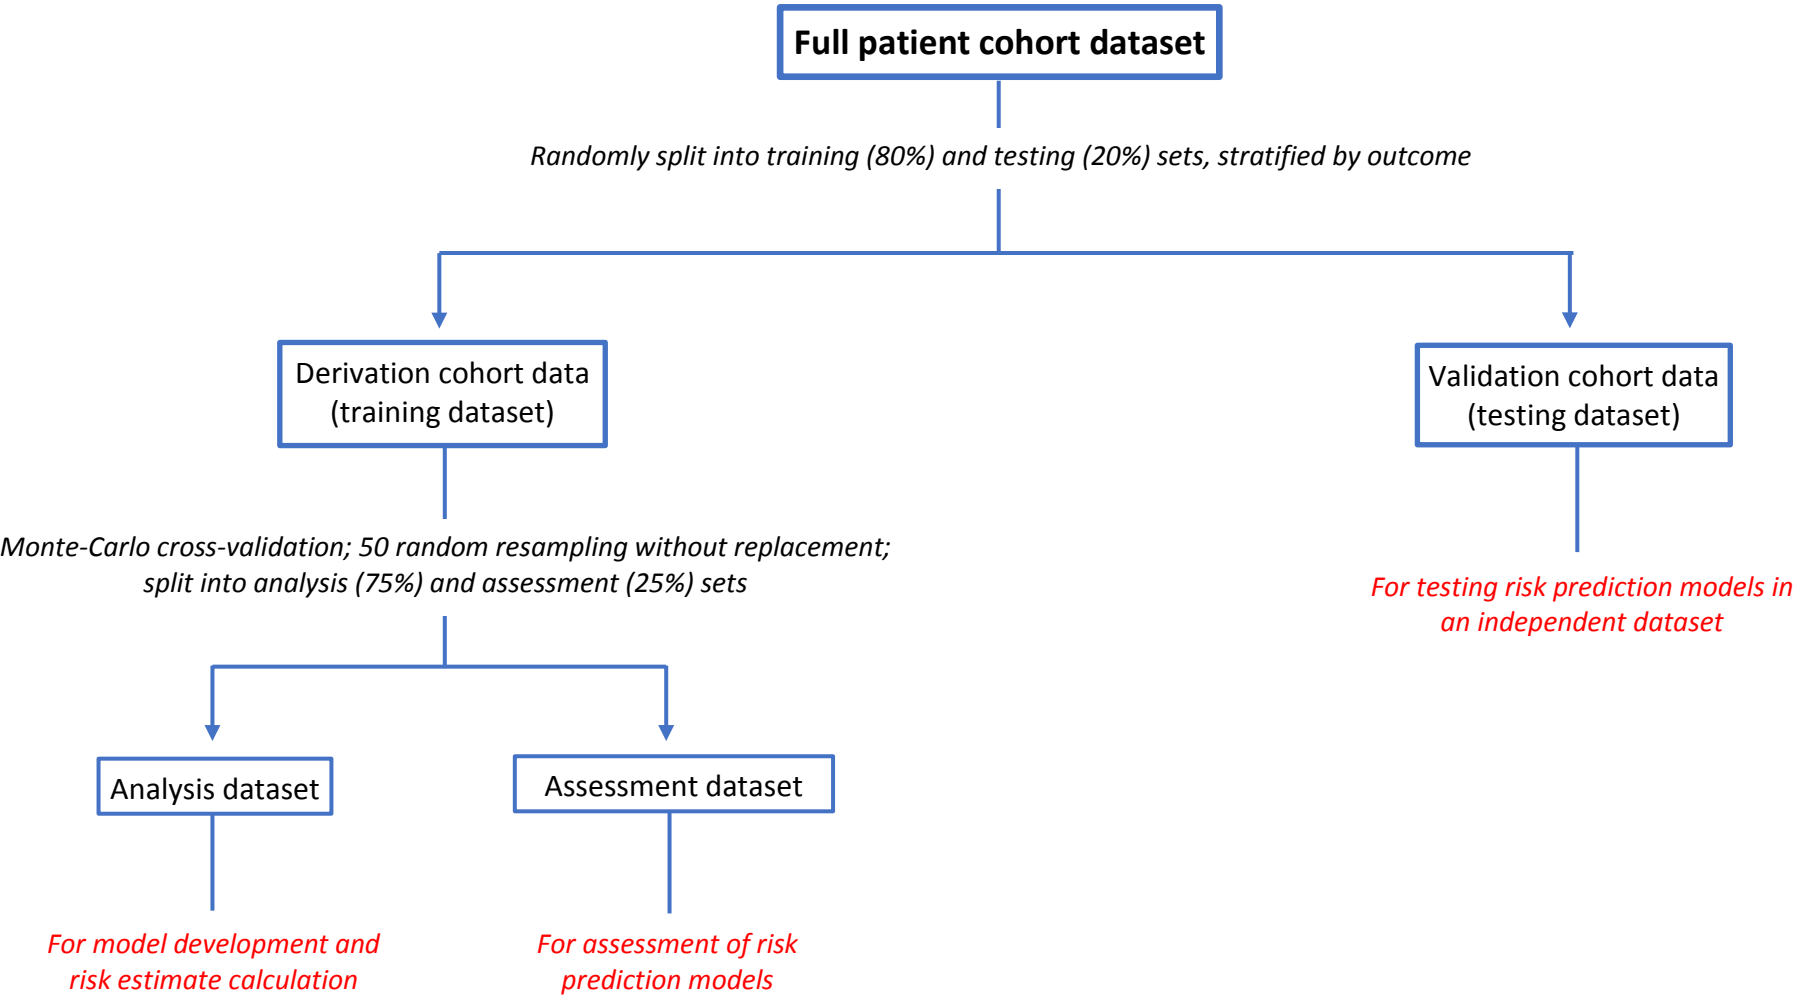 Full patient cohort dataset
Randomly split into training (80%) and testing (20%) sets, stratified by outcome
Derivation cohort data
(training dataset)
Validation cohort data
(testing dataset)
Monte-Carlo cross-validation; 50 random resampling without replacement;
split into analysis (75%) and assessment (25%) sets
For testing risk prediction models in
an independent dataset
Analysis dataset
Assessment dataset
For model development and
risk estimate calculation
For assessment of risk
prediction models